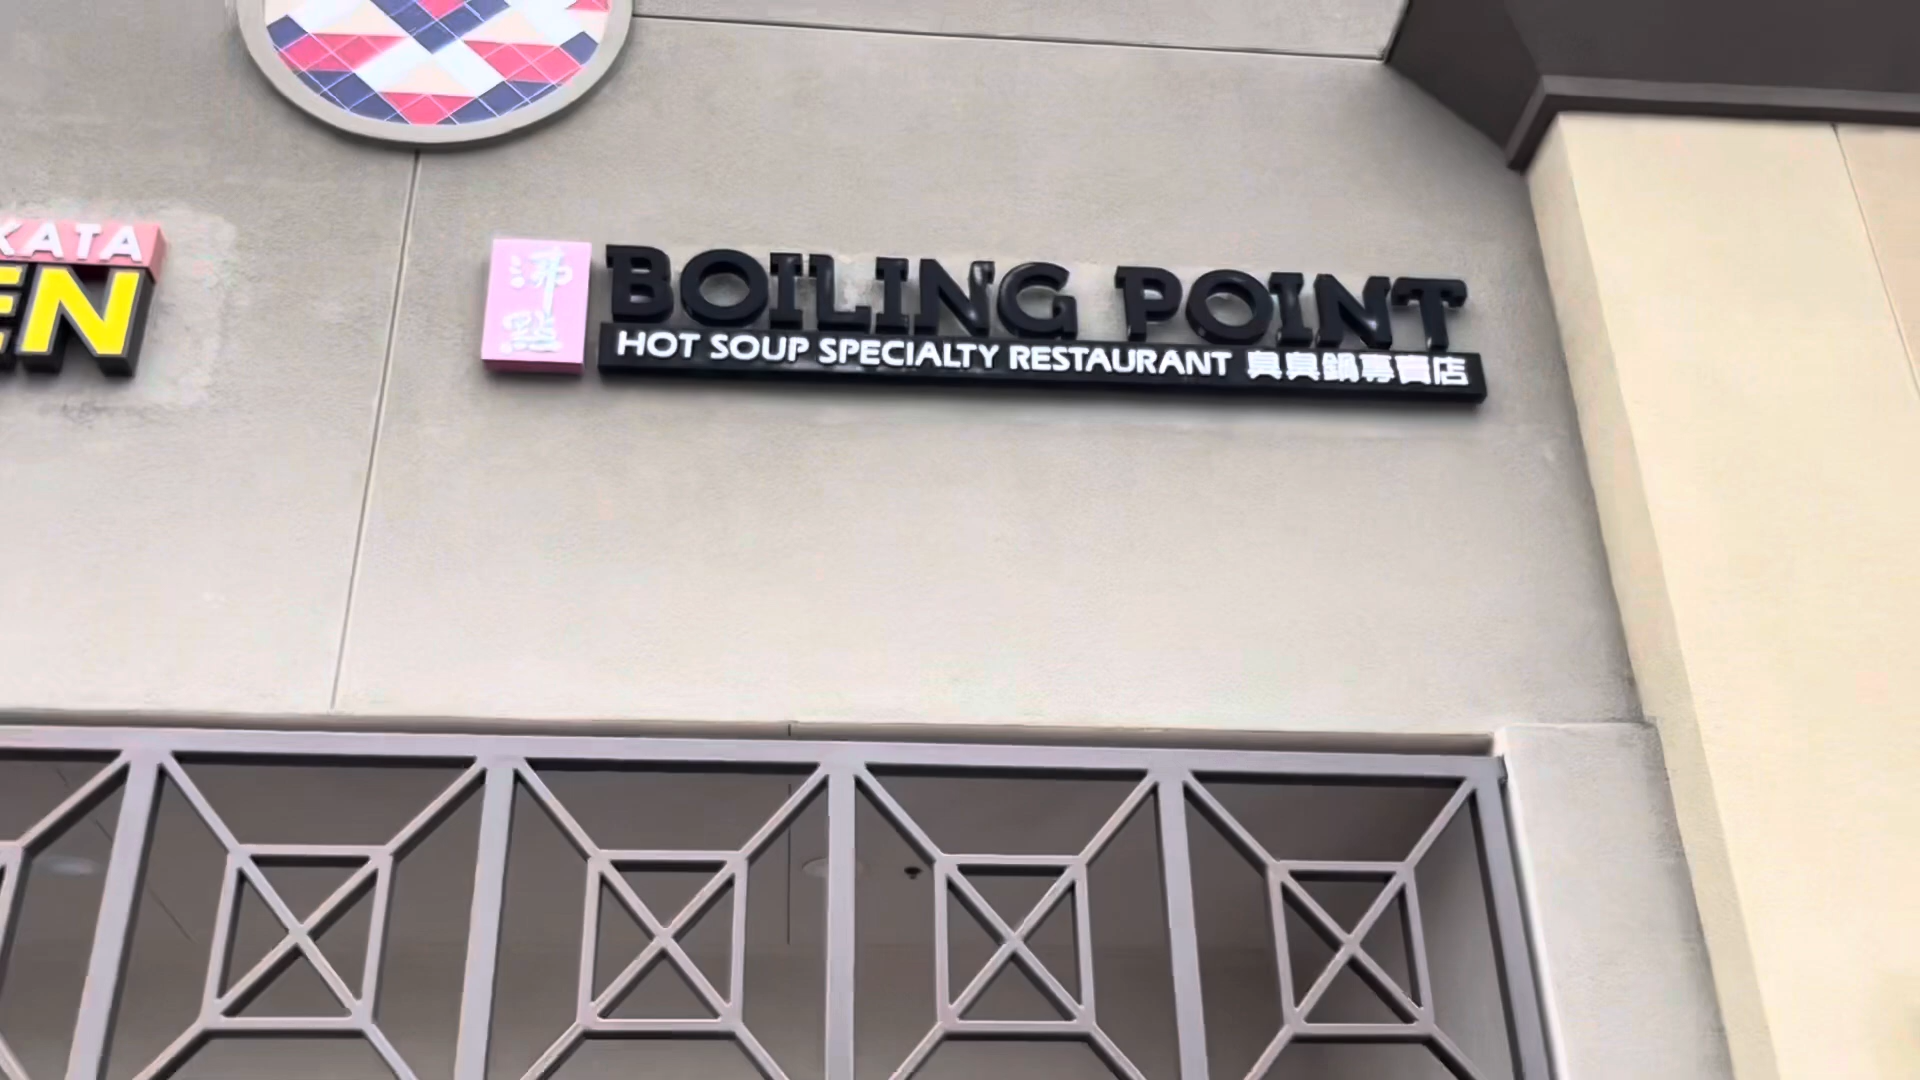 KATA
EN
沸點
BOILING POINT
HOT SOUP SPECIALTY RESTAURANT 臭臭鍋專賣店